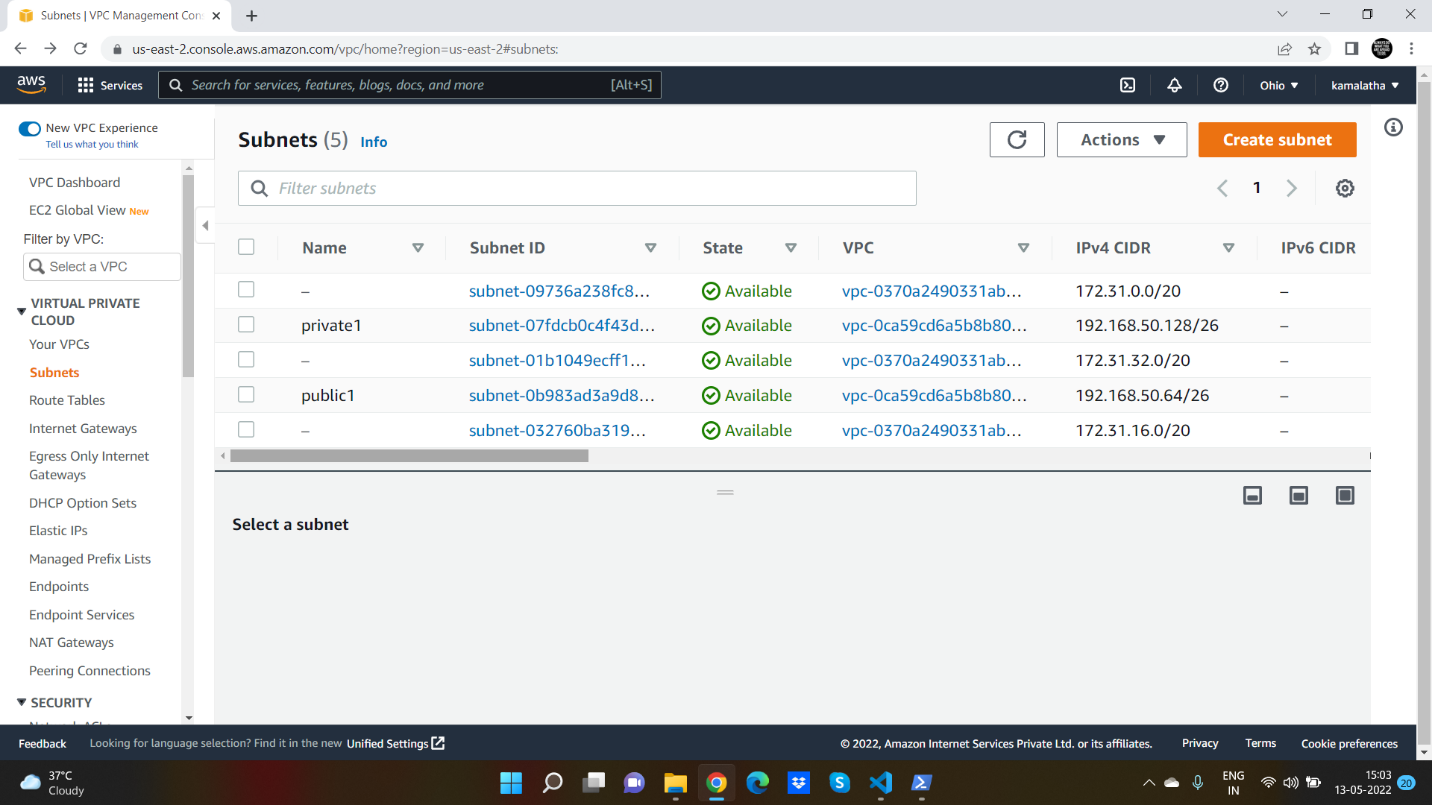 Subnets | VPC Management Con
us-east-2.console.aws.amazon.com/vpc/home?region=us-east-2#subnets:
aws
Services
Search for services, features, blogs, docs, and more
[Alt+S]
Ohio
kamalatha
New VPC Experience
Tell us what you think
VPC Dashboard
EC2 Global View New
Filter by VPC:
Select a VPC
VIRTUAL PRIVATE
CLOUD
Your VPCs
Subnets
Route Tables
Internet Gateways
Egress Only Internet
Gateways
DHCP Option Sets
Elastic IPs
Managed Prefix Lists
Endpoints
Endpoint Services
NAT Gateways
Peering Connections
SECURITY
Subnets (5) Info
Actions
Create subnet
Filter subnets
1
Name Subnet ID State VPC IPv4 CIDR IPv6 CIDR
– subnet-09736a238fc8... Available vpc-0370a2490331ab... 172.31.0.0/20 –
private1 subnet-07fdcb0c4f43d... Available vpc-0ca59cd6a5b8b80... 192.168.50.128/26 –
– subnet-01b1049ecff1... Available vpc-0370a2490331ab... 172.31.32.0/20 –
public1 subnet-0b983ad3a9d8... Available vpc-0ca59cd6a5b8b80... 192.168.50.64/26 –
– subnet-032760ba319... Available vpc-0370a2490331ab... 172.31.16.0/20 –
Select a subnet
Feedback
Looking for language selection? Find it in the new Unified Settings
© 2022, Amazon Internet Services Private Ltd. or its affiliates.
Privacy
Terms
Cookie preferences
37°C
Cloudy
ENG
IN
15:03
13-05-2022
20